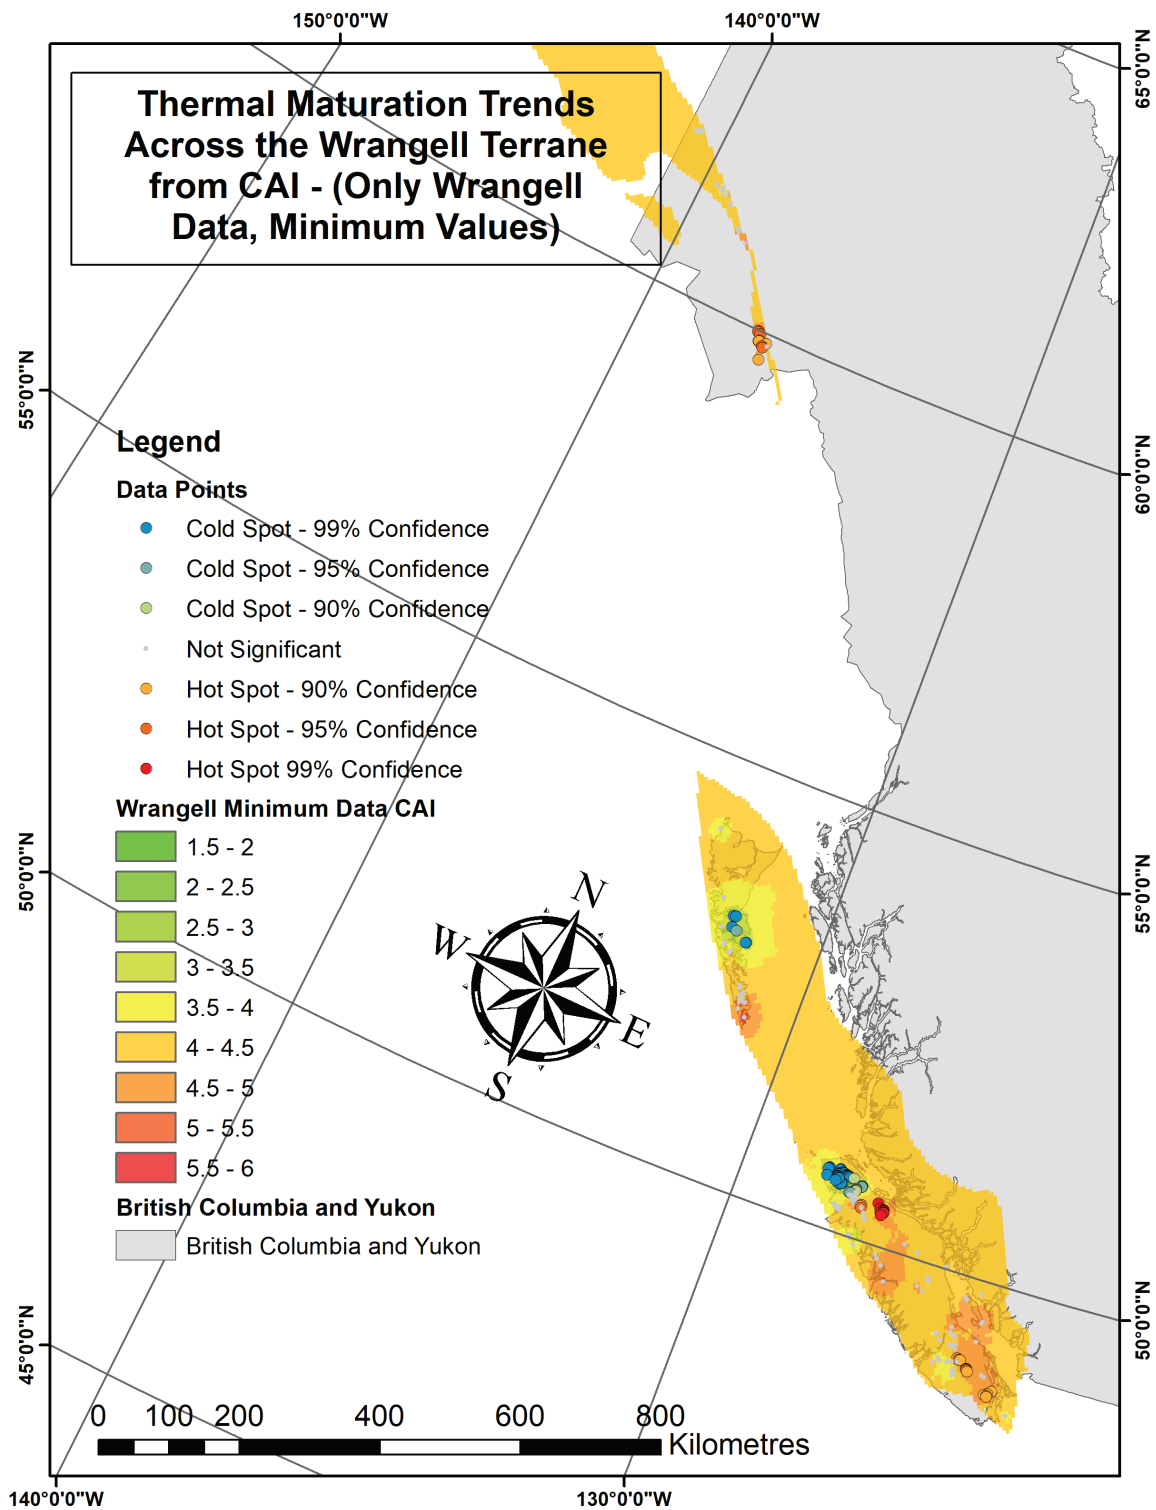 150°0'0"W
140°0'0"W
65°0'0"N
Thermal Maturation Trends
Across the Wrangell Terrane
from CAI - (Only Wrangell
Data, Minimum Values)
55°0'0"N
60°0'0"N
Legend
Data Points
Cold Spot - 99% Confidence
Cold Spot - 95% Confidence
Cold Spot - 90% Confidence
Not Significant
Hot Spot - 90% Confidence
Hot Spot - 95% Confidence
Hot Spot 99% Confidence
Wrangell Minimum Data CAI
1.5 - 2
2 - 2.5
2.5 - 3
3 - 3.5
3.5 - 4
4 - 4.5
4.5 - 5
5 - 5.5
5.5 - 6
British Columbia and Yukon
British Columbia and Yukon
50°0'0"N
55°0'0"N
N
W
E
S
45°0'0"N
50°0'0"N
0 100 200 400 600 800
Kilometres
140°0'0"W
130°0'0"W